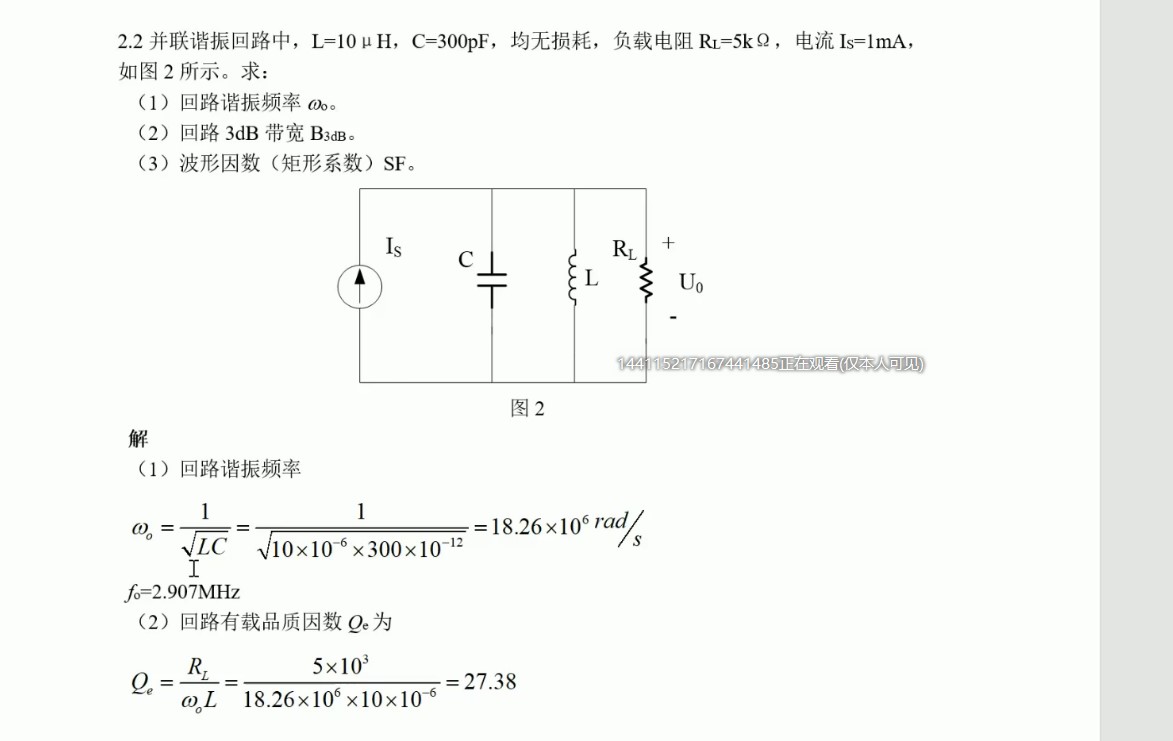 2.2 并联谐振回路中，L=10μH，C=300pF，均无损耗，负载电阻 RL=5kΩ，电流 IS=1mA，
如图 2 所示。求：
（1）回路谐振频率 ωo。
（2）回路 3dB 带宽 B3dB。
（3）波形因数（矩形系数）SF。
IS
C
L
RL
+
U0
-
144115217167441485正在观看(仅本人可见)
图 2
解
（1）回路谐振频率
ωo = 1/√LC = 1/√10×10⁻⁶×300×10⁻¹² = 18.26×10⁶ rad/s
fo=2.907MHz
（2）回路有载品质因数 Qe 为
Qe = RL/ωoL = 5×10³/18.26×10⁶×10×10⁻⁶ = 27.38